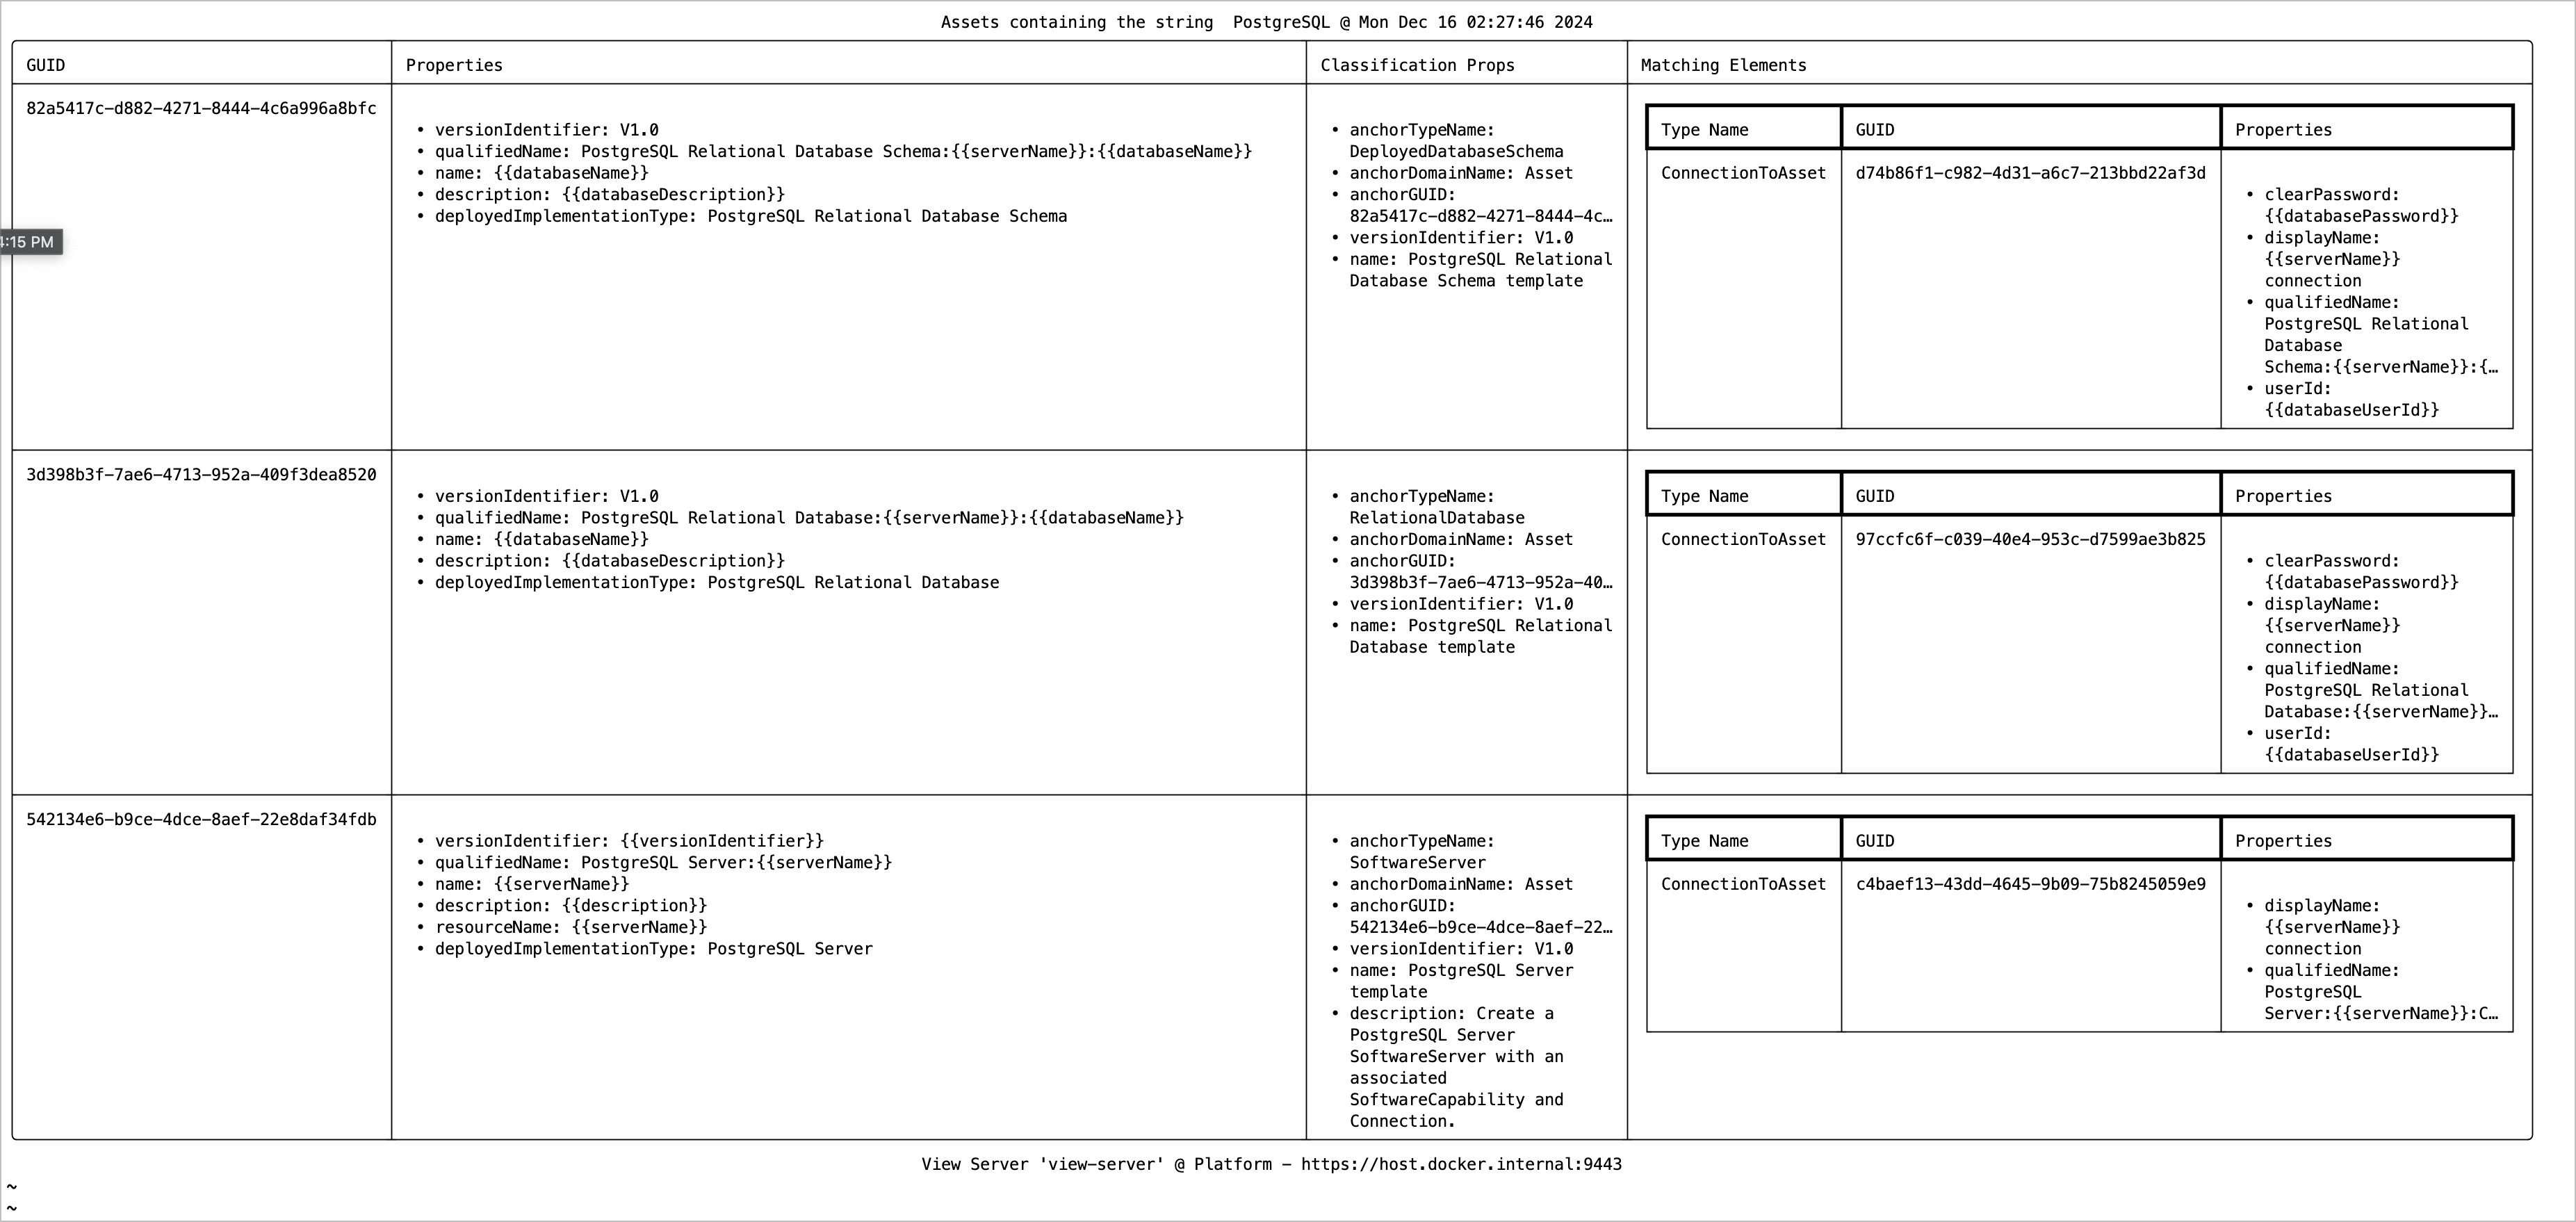 Assets containing the string  PostgreSQL @ Mon Dec 16 02:27:46 2024
GUID
Properties
Classification Props
Matching Elements
82a5417c-d882-4271-8444-4c6a996a8bfc
• versionIdentifier: V1.0
• qualifiedName: PostgreSQL Relational Database Schema:{{serverName}}:{{databaseName}}
• name: {{databaseName}}
• description: {{databaseDescription}}
• deployedImplementationType: PostgreSQL Relational Database Schema
• anchorTypeName:
DeployedDatabaseSchema
• anchorDomainName: Asset
• anchorGUID:
82a5417c-d882-4271-8444-4c…
• versionIdentifier: V1.0
• name: PostgreSQL Relational
Database Schema template
Type Name
GUID
Properties
ConnectionToAsset
d74b86f1-c982-4d31-a6c7-213bbd22af3d
• clearPassword:
{{databasePassword}}
• displayName:
{{serverName}}
connection
• qualifiedName:
PostgreSQL Relational
Database
Schema:{{serverName}}:{…
• userId:
{{databaseUserId}}
4:15 PM
3d398b3f-7ae6-4713-952a-409f3dea8520
• versionIdentifier: V1.0
• qualifiedName: PostgreSQL Relational Database:{{serverName}}:{{databaseName}}
• name: {{databaseName}}
• description: {{databaseDescription}}
• deployedImplementationType: PostgreSQL Relational Database
• anchorTypeName:
RelationalDatabase
• anchorDomainName: Asset
• anchorGUID:
3d398b3f-7ae6-4713-952a-40…
• versionIdentifier: V1.0
• name: PostgreSQL Relational
Database template
Type Name
GUID
Properties
ConnectionToAsset
97ccfc6f-c039-40e4-953c-d7599ae3b825
• clearPassword:
{{databasePassword}}
• displayName:
{{serverName}}
connection
• qualifiedName:
PostgreSQL Relational
Database:{{serverName}}…
• userId:
{{databaseUserId}}
542134e6-b9ce-4dce-8aef-22e8daf34fdb
• versionIdentifier: {{versionIdentifier}}
• qualifiedName: PostgreSQL Server:{{serverName}}
• name: {{serverName}}
• description: {{description}}
• resourceName: {{serverName}}
• deployedImplementationType: PostgreSQL Server
• anchorTypeName:
SoftwareServer
• anchorDomainName: Asset
• anchorGUID:
542134e6-b9ce-4dce-8aef-22…
• versionIdentifier: V1.0
• name: PostgreSQL Server
template
• description: Create a
PostgreSQL Server
SoftwareServer with an
associated
SoftwareCapability and
Connection.
Type Name
GUID
Properties
ConnectionToAsset
c4baef13-43dd-4645-9b09-75b8245059e9
• displayName:
{{serverName}}
connection
• qualifiedName:
PostgreSQL
Server:{{serverName}}:C…
View Server 'view-server' @ Platform - https://host.docker.internal:9443
~
~